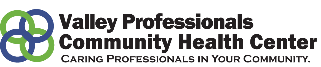 Valley Professionals
Community Health Center
Caring Professionals in Your Community.